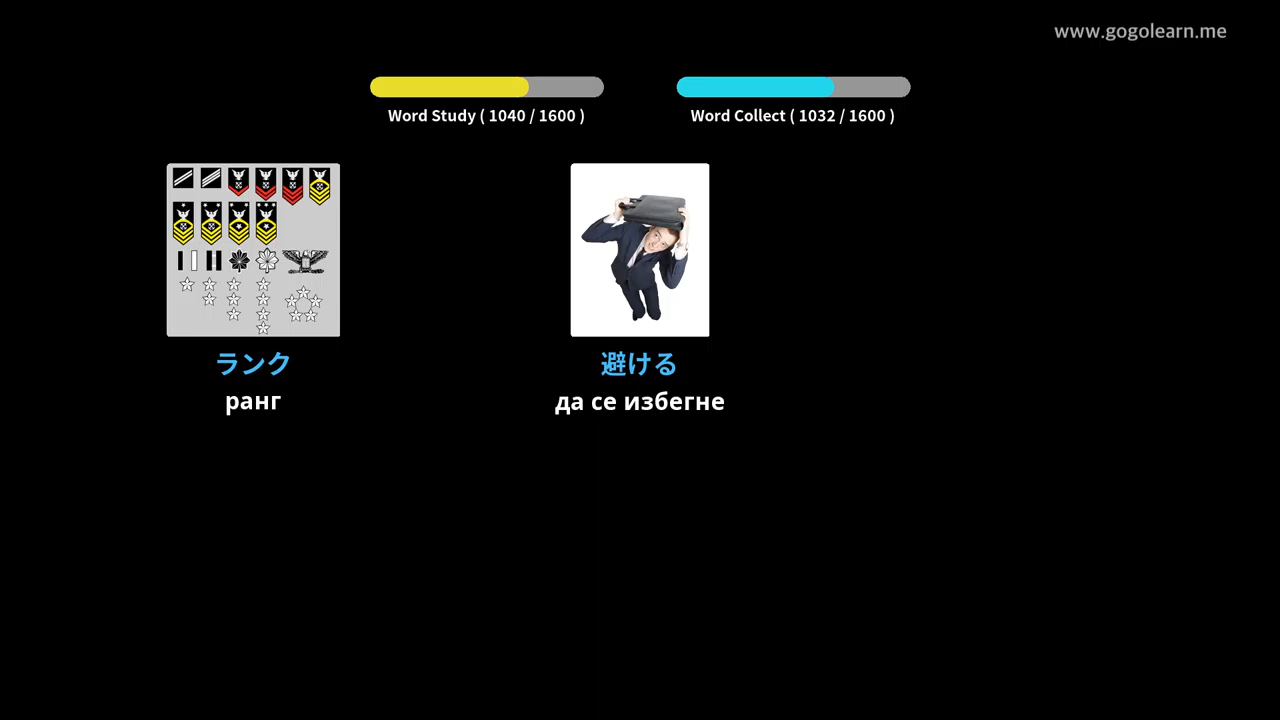 www.gogolearn.me
Word Study ( 1040 / 1600 )
Word Collect ( 1032 / 1600 )
ランク
ранг
避ける
да се избегне